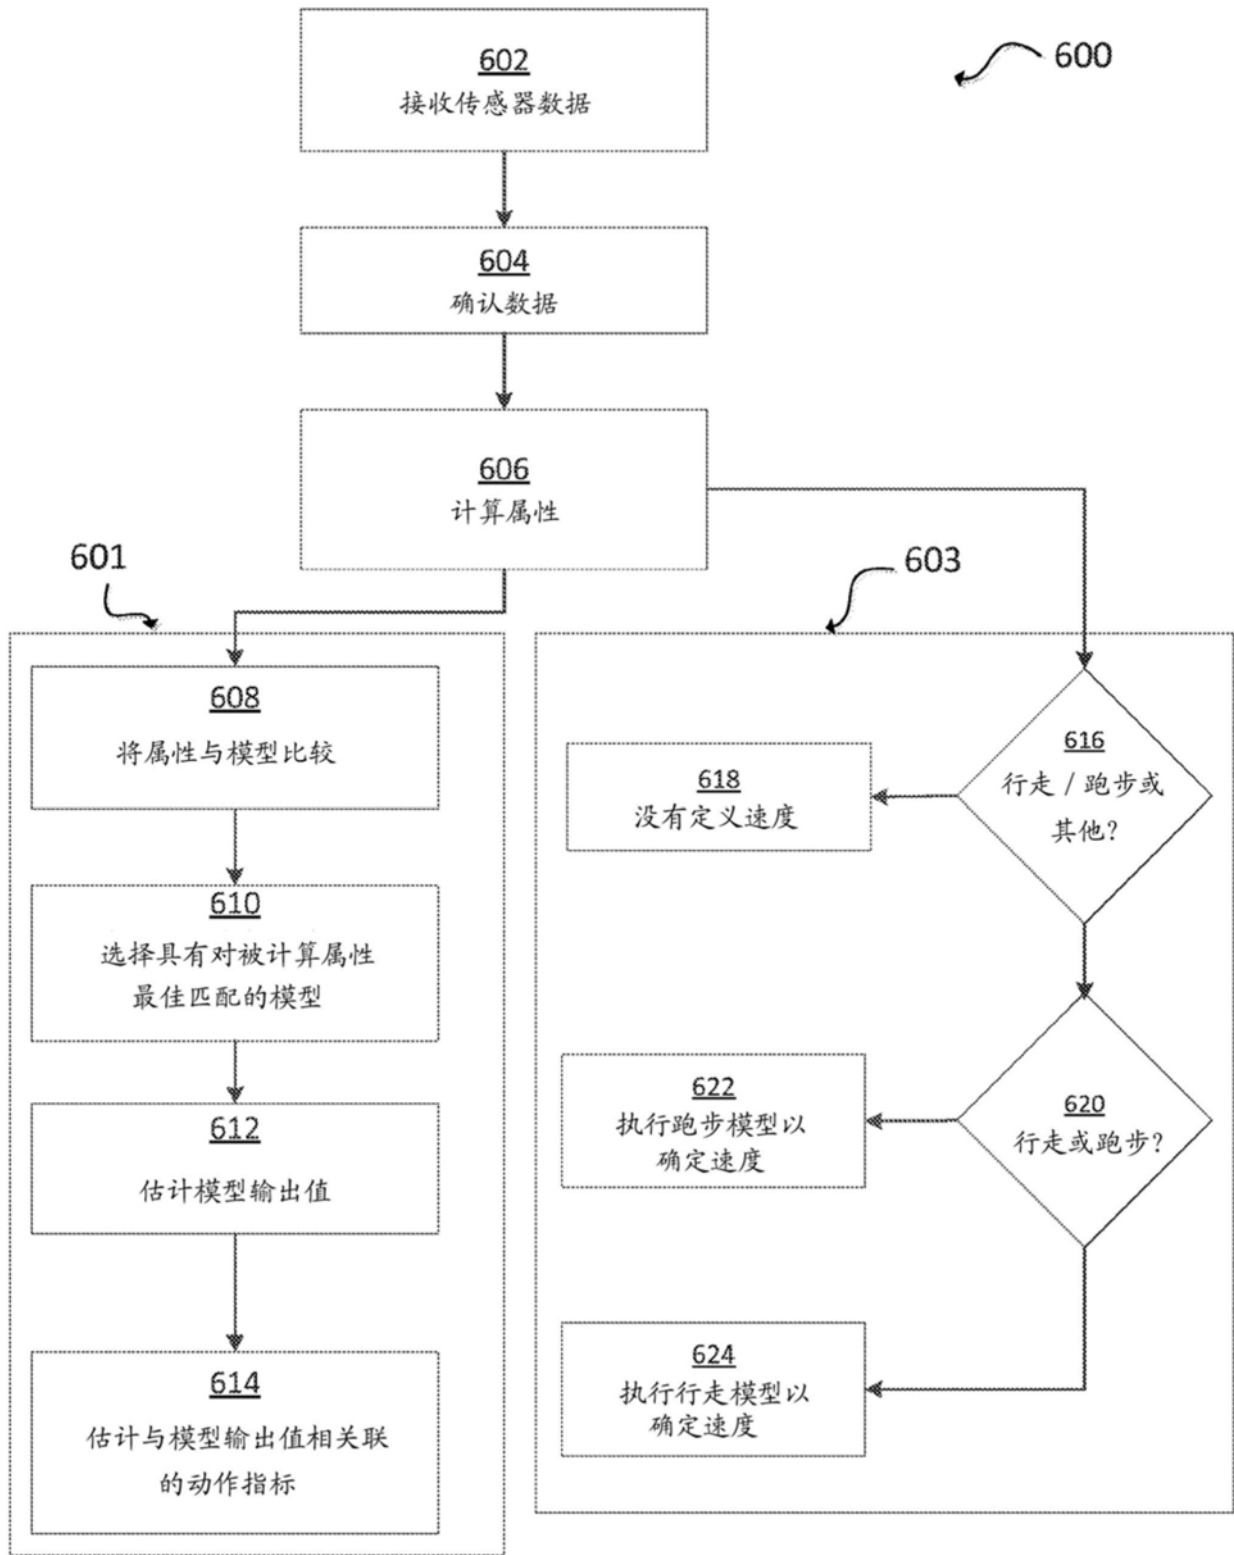 600
602
接收传感器数据
604
确认数据
606
计算属性
601
608
将属性与模型比较
610
选择具有对被计算属性
最佳匹配的模型
612
估计模型输出值
614
估计与模型输出值相关联
的动作指标
603
616
行走 / 跑步或
其他?
618
没有定义速度
620
行走或跑步?
622
执行跑步模型以
确定速度
624
执行行走模型以
确定速度